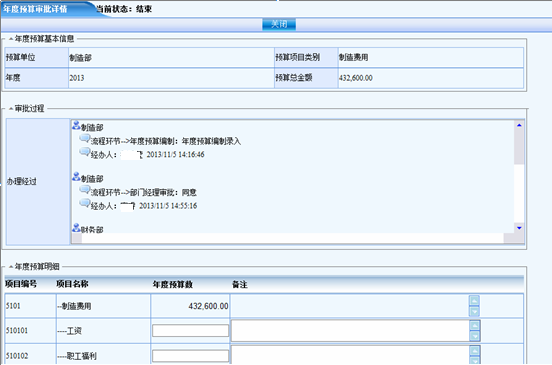 年度预算审批详情 当前状态：结束
关闭
年度预算基本信息
预算单位 制造部 预算项目类别 制造费用
年度 2013 预算总金额 432,600.00
审批过程
办理经过
制造部
流程环节-->年度预算编制：年度预算编制录入
经办人： 2013/11/5 14:16:46
制造部
流程环节-->部门经理审批：同意
经办人： 2013/11/5 14:55:16
财务部
年度预算明细
项目编号 项目名称 年度预算数 备注
5101 --制造费用 432,600.00
510101 ----工资
510102 ----职工福利